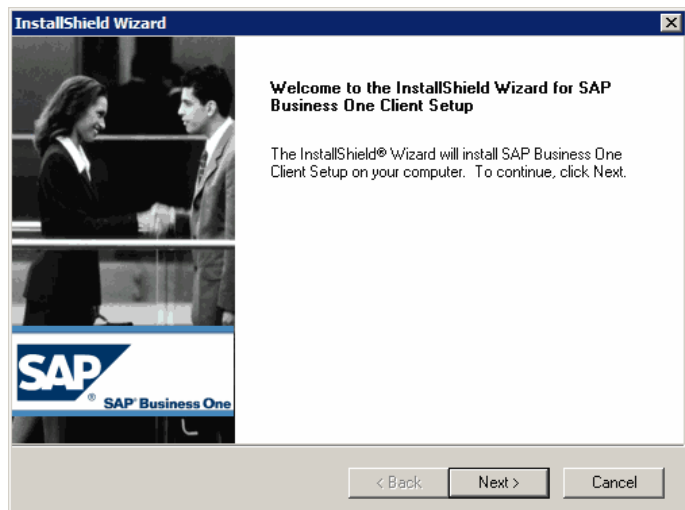 InstallShield Wizard
Welcome to the InstallShield Wizard for SAP
Business One Client Setup
The InstallShield® Wizard will install SAP Business One
Client Setup on your computer. To continue, click Next.
SAP®
SAP® Business One
< Back
Next >
Cancel